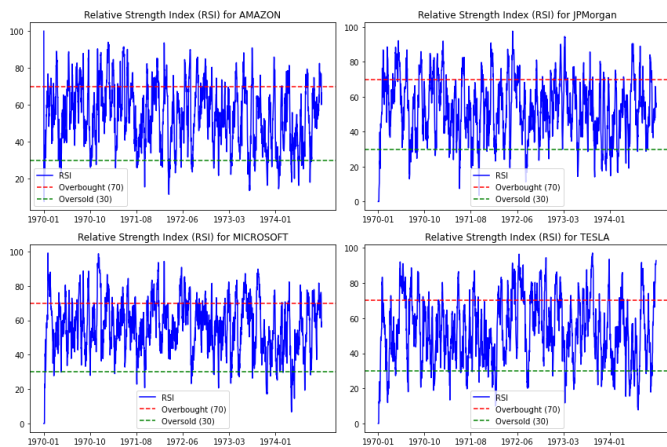 Relative Strength Index (RSI) for AMAZON
100
80
60
40
20
RSI
Overbought (70)
Oversold (30)
1970-01 1970-10 1971-08 1972-06 1973-03 1974-01
Relative Strength Index (RSI) for JPMorgan
100
80
60
40
20
0
RSI
Overbought (70)
Oversold (30)
1970-01 1970-10 1971-08 1972-06 1973-03 1974-01
Relative Strength Index (RSI) for MICROSOFT
100
80
60
40
20
0
RSI
Overbought (70)
Oversold (30)
1970-01 1970-10 1971-08 1972-06 1973-03 1974-01
Relative Strength Index (RSI) for TESLA
100
80
60
40
20
0
RSI
Overbought (70)
Oversold (30)
1970-01 1970-10 1971-08 1972-06 1973-03 1974-01